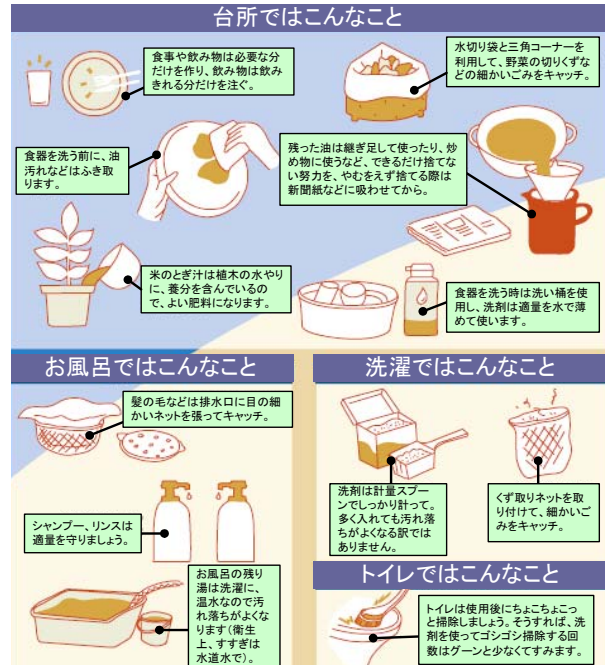 台所ではこんなこと
食事や飲み物は必要な分
だけを作り、飲み物は飲み
きれる分だけを注ぐ。
水切り袋と三角コーナーを
利用して、野菜の切りくずな
どの細かいごみをキャッチ。
食器を洗う前に、油
汚れなどはふき取
ります。
残った油は継ぎ足して使ったり、炒
め物に使うなど、できるだけ捨てな
い努力を、やむをえず捨てる際は
新聞紙などに吸わせてから。
米のとぎ汁は植木の水やり
に、養分を含んでいるの
で、よい肥料になります。
食器を洗う時は洗い桶を使
用し、洗剤は適量を水で薄
めて使います。
お風呂ではこんなこと
髪の毛などは排水口に目の細
かいネットを張ってキャッチ。
シャンプー、リンスは
適量を守りましょう。
お風呂の残り
湯は洗濯に、
温水なので汚
れ落ちがよくな
ります(衛生
上、すすぎは
水道水で)。
洗濯ではこんなこと
洗剤は計量スプー
ンでしっかり計って。
多く入れても汚れ落
ちがよくなる訳では
ありません。
くず取りネットを取
り付けて、細かいご
みをキャッチ。
トイレではこんなこと
トイレは使用後にちょこちょこっ
と掃除しましょう。そうすれば、洗
剤を使ってゴシゴシ掃除する回
数はグーンと少なくてすみます。